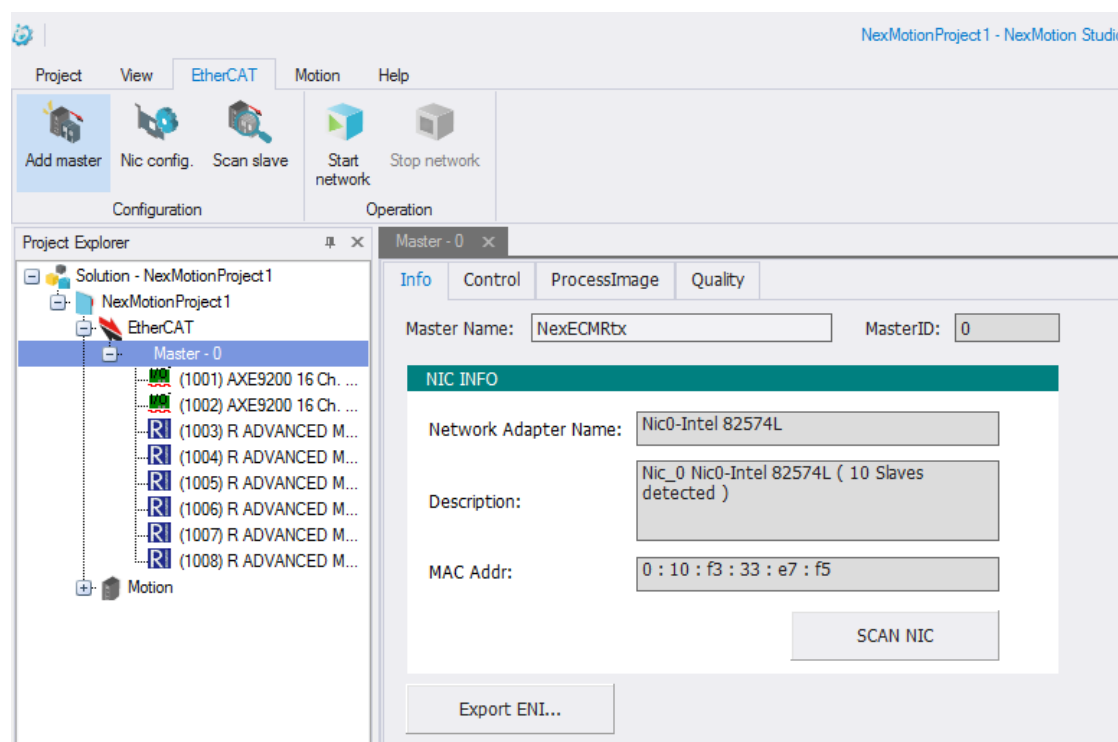 NexMotionProject1 - NexMotion Studi
Project View EtherCAT Motion Help
Add master Nic config. Scan slave Start network Stop network
Configuration Operation
Project Explorer
Master - 0
Solution - NexMotionProject1
NexMotionProject1
EtherCAT
Master - 0
(1001) AXE9200 16 Ch. ...
(1002) AXE9200 16 Ch. ...
(1003) R ADVANCED M...
(1004) R ADVANCED M...
(1005) R ADVANCED M...
(1006) R ADVANCED M...
(1007) R ADVANCED M...
(1008) R ADVANCED M...
Motion
Info Control ProcessImage Quality
Master Name: NexECMRtx MasterID: 0
NIC INFO
Network Adapter Name: Nic0-Intel 82574L
Description: Nic_0 Nic0-Intel 82574L ( 10 Slaves
detected )
MAC Addr: 0 : 10 : f3 : 33 : e7 : f5
SCAN NIC
Export ENI...